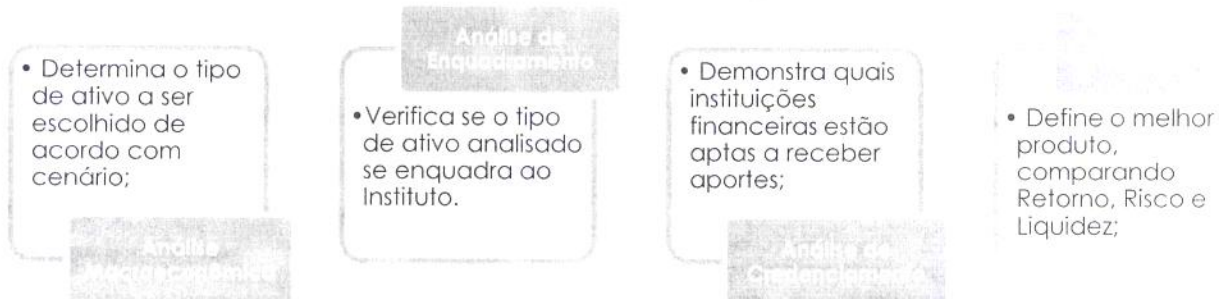 • Determina o tipo
de ativo a ser
escolhido de
acordo com
cenário;
Análise
Macroeconômica
Análise de
Enquadramento
•Verifica se o tipo
de ativo analisado
se enquadra ao
Instituto.
• Demonstra quais
instituições
financeiras estão
aptas a receber
aportes;
Análise de
Credenciamento
• Define o melhor
produto,
comparando
Retorno, Risco e
Liquidez;